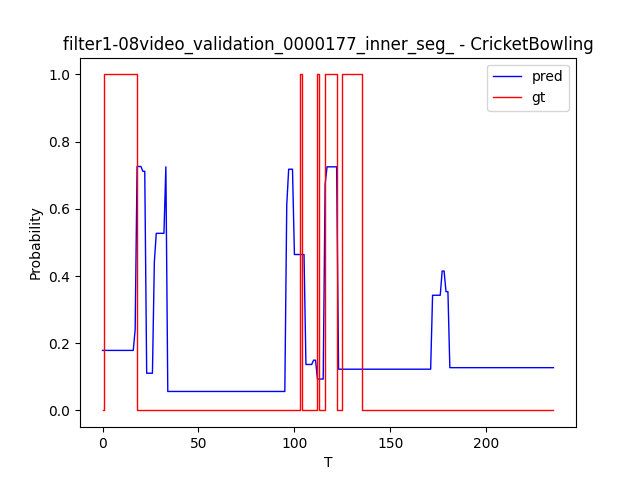 filter1-08video_validation_0000177_inner_seg_ - CricketBowling
pred
gt
1.0
0.8
0.6
0.4
0.2
0.0
Probability
0
50
100
150
200
T